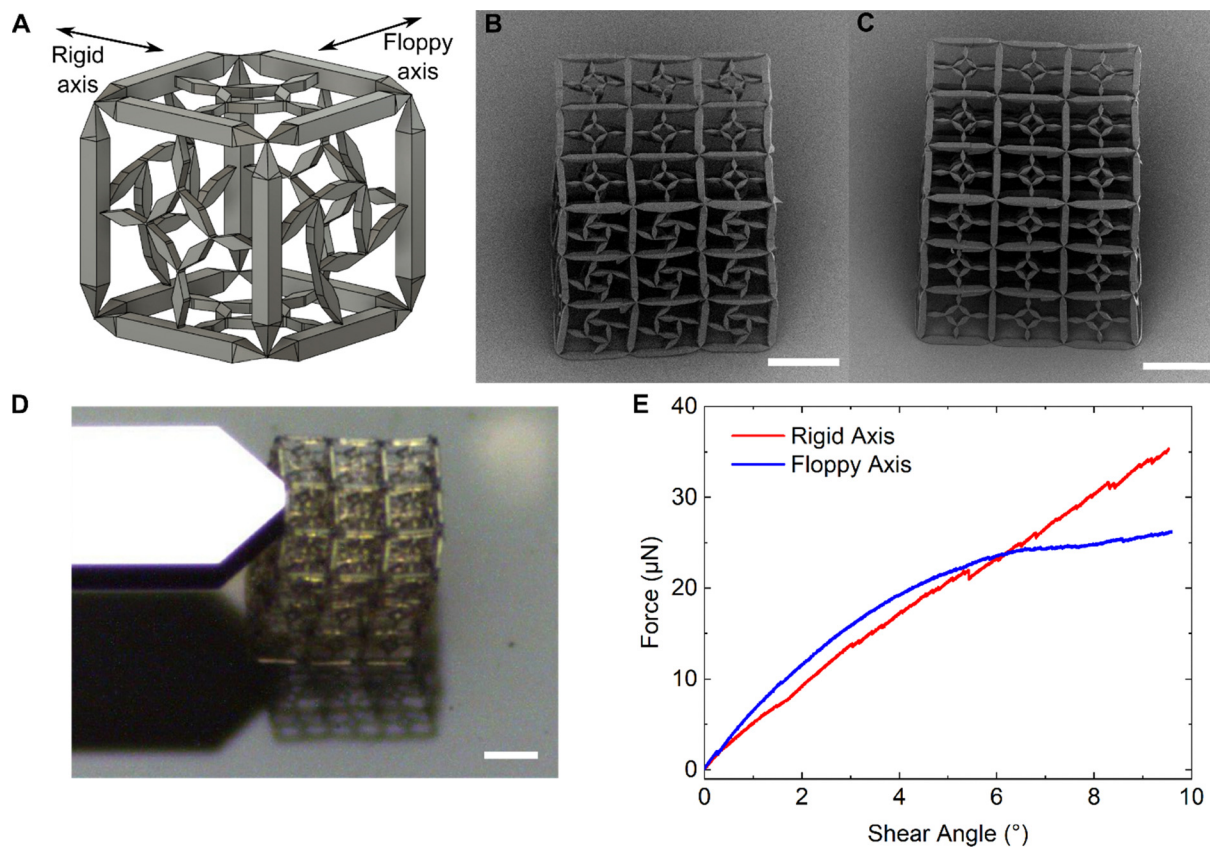 A
Rigid
axis
Floppy
axis
B
C
D
E
40
30
20
10
0
Force (µN)
Rigid Axis
Floppy Axis
0 2 4 6 8 10
Shear Angle (°)